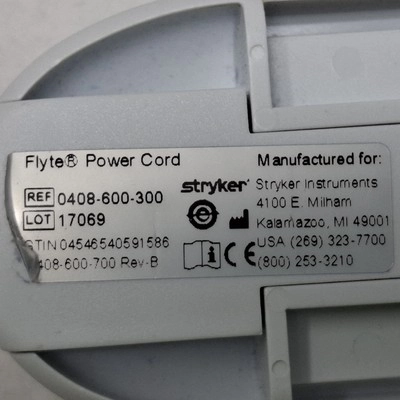 Flyte® Power Cord
REF 0408-600-300
LOT 17069
GTIN 04546540591586
0408-600-700 Rev-B
stryker®
Manufactured for:
Stryker Instruments
4100 E. Milham
Kalamazoo, MI 49001
USA (269) 323-7700
(800) 253-3210